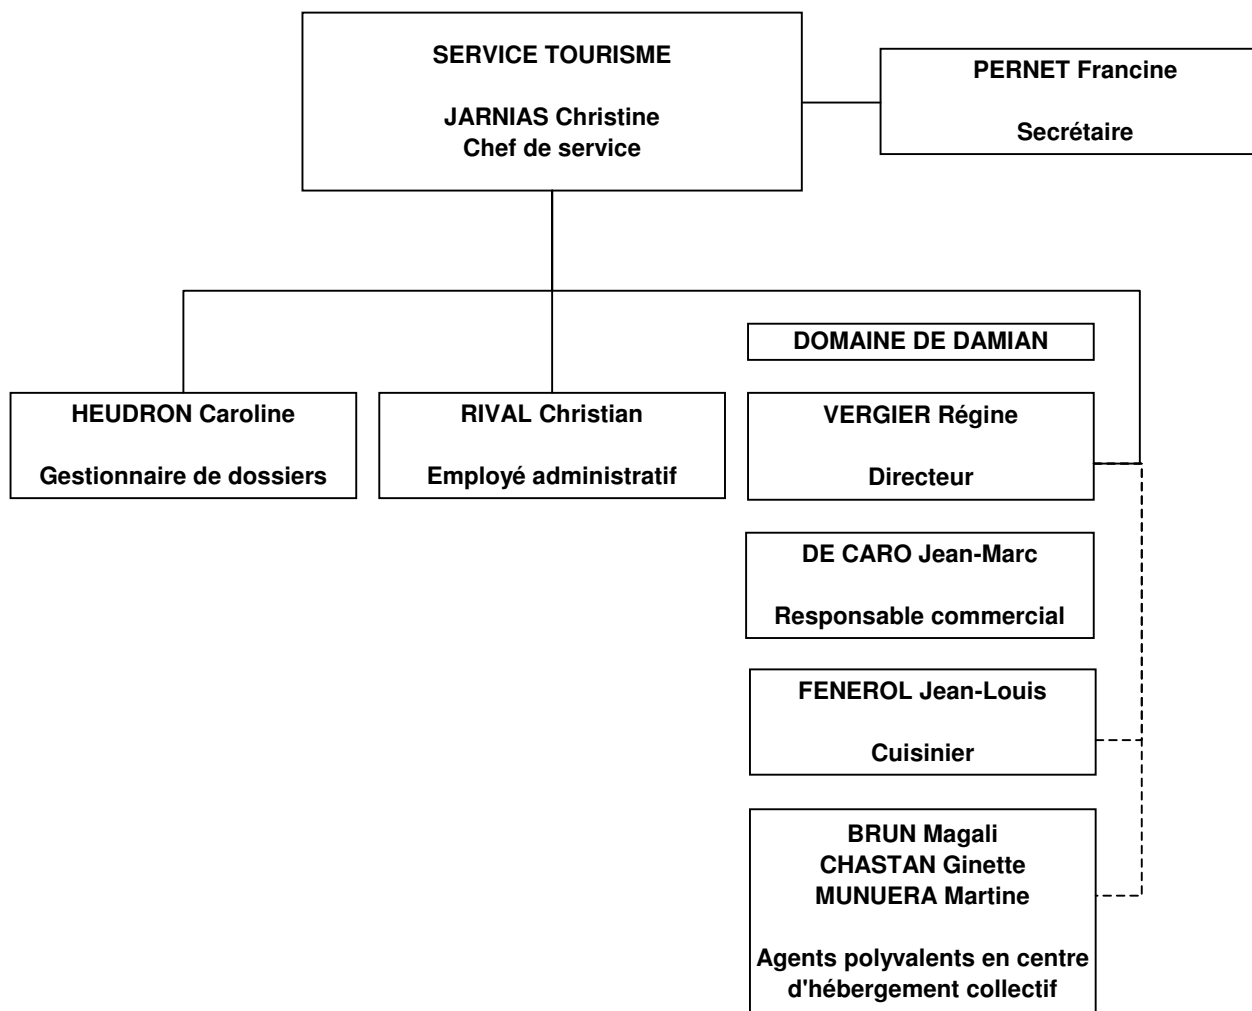 SERVICE TOURISME
JARNIAS Christine
Chef de service
PERNET Francine
Secrétaire
DOMAINE DE DAMIAN
HEUDRON Caroline
Gestionnaire de dossiers
RIVAL Christian
Employé administratif
VERGIER Régine
Directeur
DE CARO Jean-Marc
Responsable commercial
FENEROL Jean-Louis
Cuisinier
BRUN Magali
CHASTAN Ginette
MUNUERA Martine
Agents polyvalents en centre
d'hébergement collectif